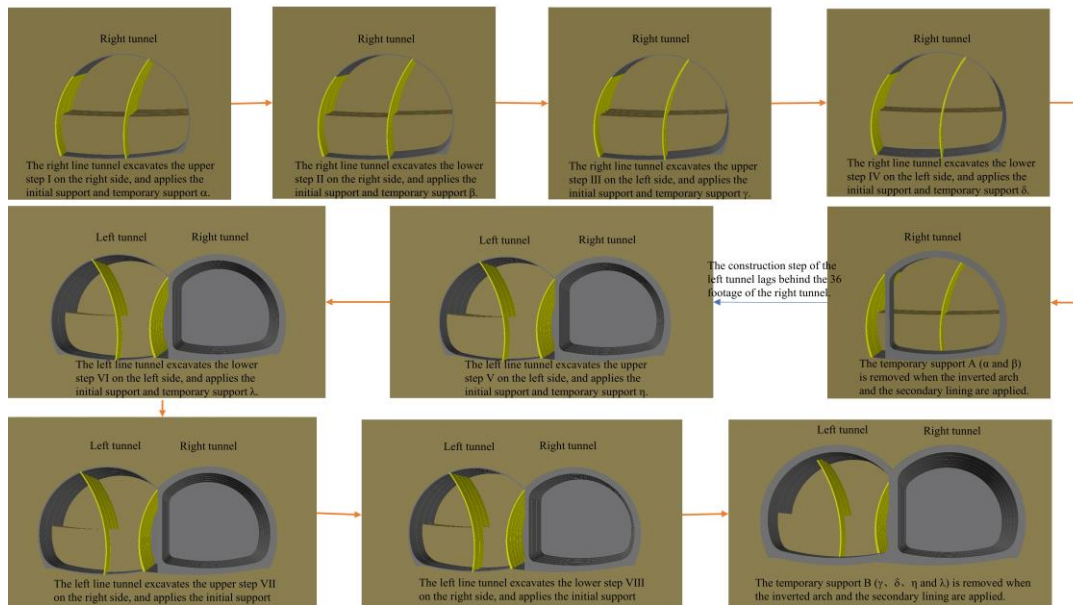 Right tunnel
The right line tunnel excavates the upper
step I on the right side, and applies the
initial support and temporary support α.
Right tunnel
The right line tunnel excavates the lower
step II on the right side, and applies the
initial support and temporary support β.
Right tunnel
The right line tunnel excavates the upper
step III on the left side, and applies the
initial support and temporary support γ.
Right tunnel
The right line tunnel excavates the lower
step IV on the left side, and applies the
initial support and temporary support δ.
Right tunnel
The temporary support A (α and β)
is removed when the inverted arch
and the secondary lining are applied.
The construction step of the
left tunnel lags behind the 36
footage of the right tunnel.
Left tunnel Right tunnel
The left line tunnel excavates the upper
step V on the left side, and applies the
initial support and temporary support η.
Left tunnel Right tunnel
The left line tunnel excavates the lower
step VI on the left side, and applies the
initial support and temporary support λ.
Left tunnel Right tunnel
The left line tunnel excavates the upper step VII
on the right side, and applies the initial support
Left tunnel Right tunnel
The left line tunnel excavates the lower step VIII
on the right side, and applies the initial support
Left tunnel Right tunnel
The temporary support B (γ、δ、η and λ) is removed when
the inverted arch and the secondary lining are applied.